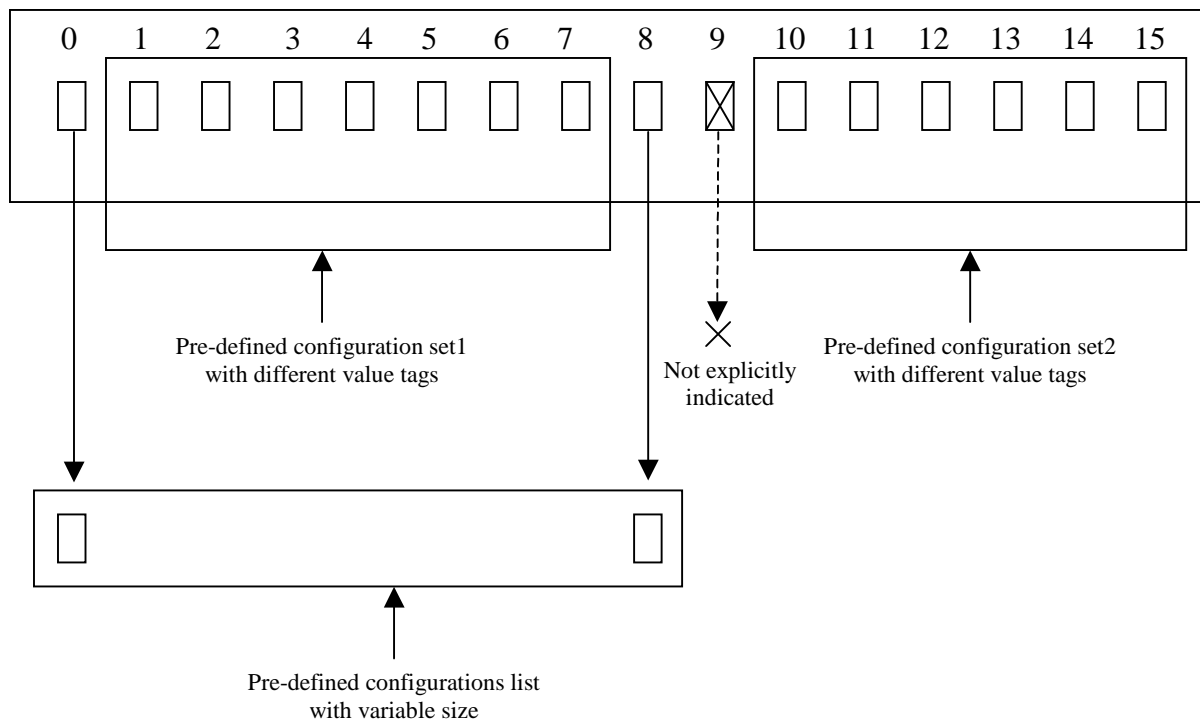 0 1 2 3 4 5 6 7 8 9 10 11 12 13 14 15
Pre-defined configuration set1
with different value tags
Not explicitly
indicated
Pre-defined configuration set2
with different value tags
Pre-defined configurations list
with variable size